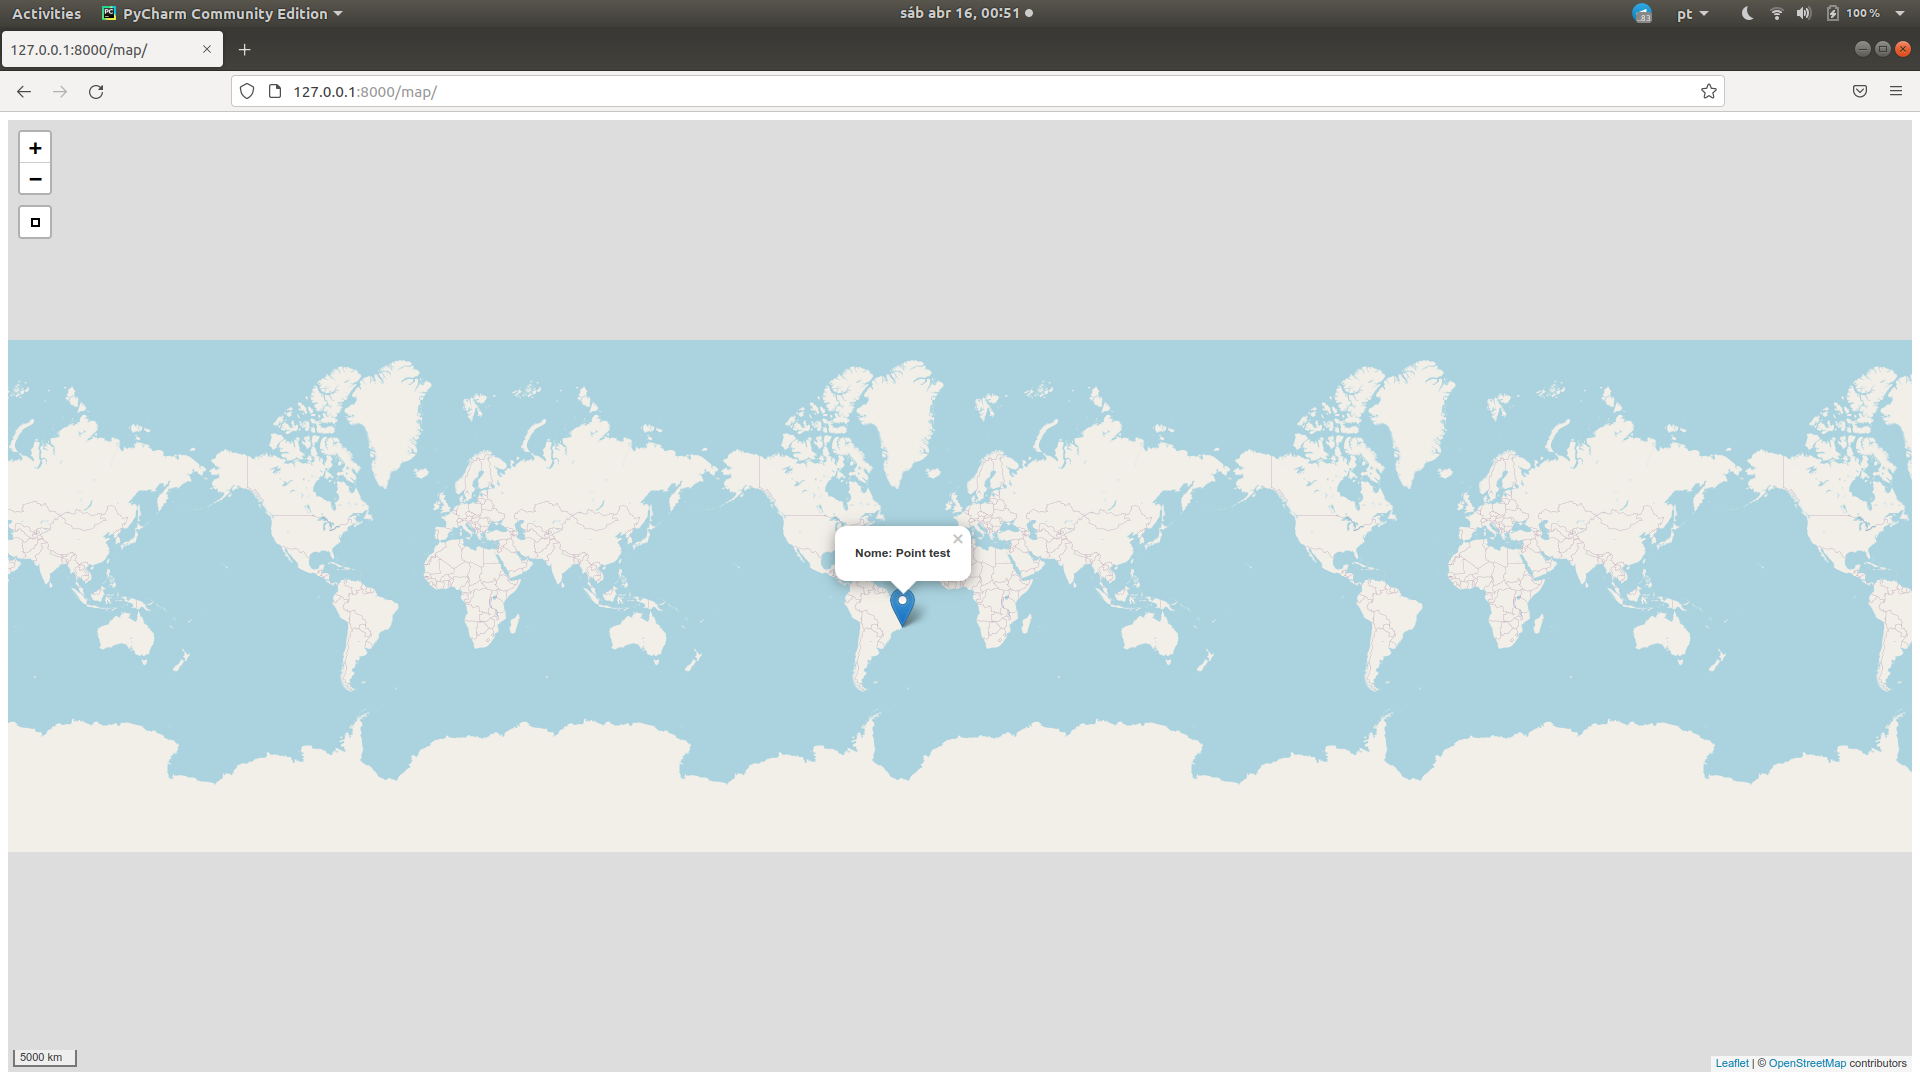 Activities PyCharm Community Edition sáb abr 16, 00:51 .83 pt 100 %
127.0.0.1:8000/map/
127.0.0.1:8000/map/
+
−
Nome: Point test
×
5000 km
Leaflet | © OpenStreetMap contributors